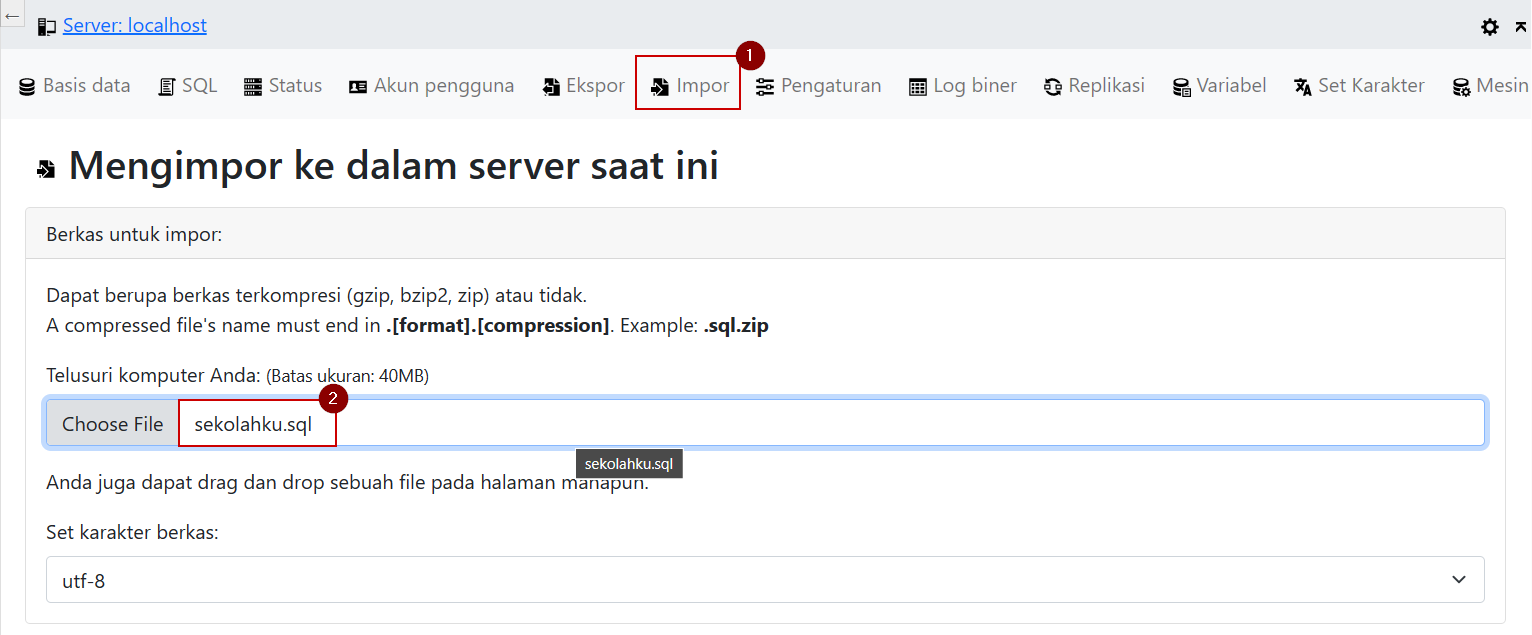 Server: localhost
1
Basis data SQL Status Akun pengguna Ekspor Impor Pengaturan Log biner Replikasi Variabel Set Karakter Mesin
Mengimpor ke dalam server saat ini
Berkas untuk impor:
Dapat berupa berkas terkompresi (gzip, bzip2, zip) atau tidak.
A compressed file's name must end in .[format].[compression]. Example: .sql.zip
Telusuri komputer Anda: (Batas ukuran: 40MB)
2
Choose File sekolahku.sql
sekolahku.sql
Anda juga dapat drag dan drop sebuah file pada halaman manapun.
Set karakter berkas:
utf-8